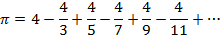 π = 4 − 4/3 + 4/5 − 4/7 + 4/9 − 4/11 + ⋯